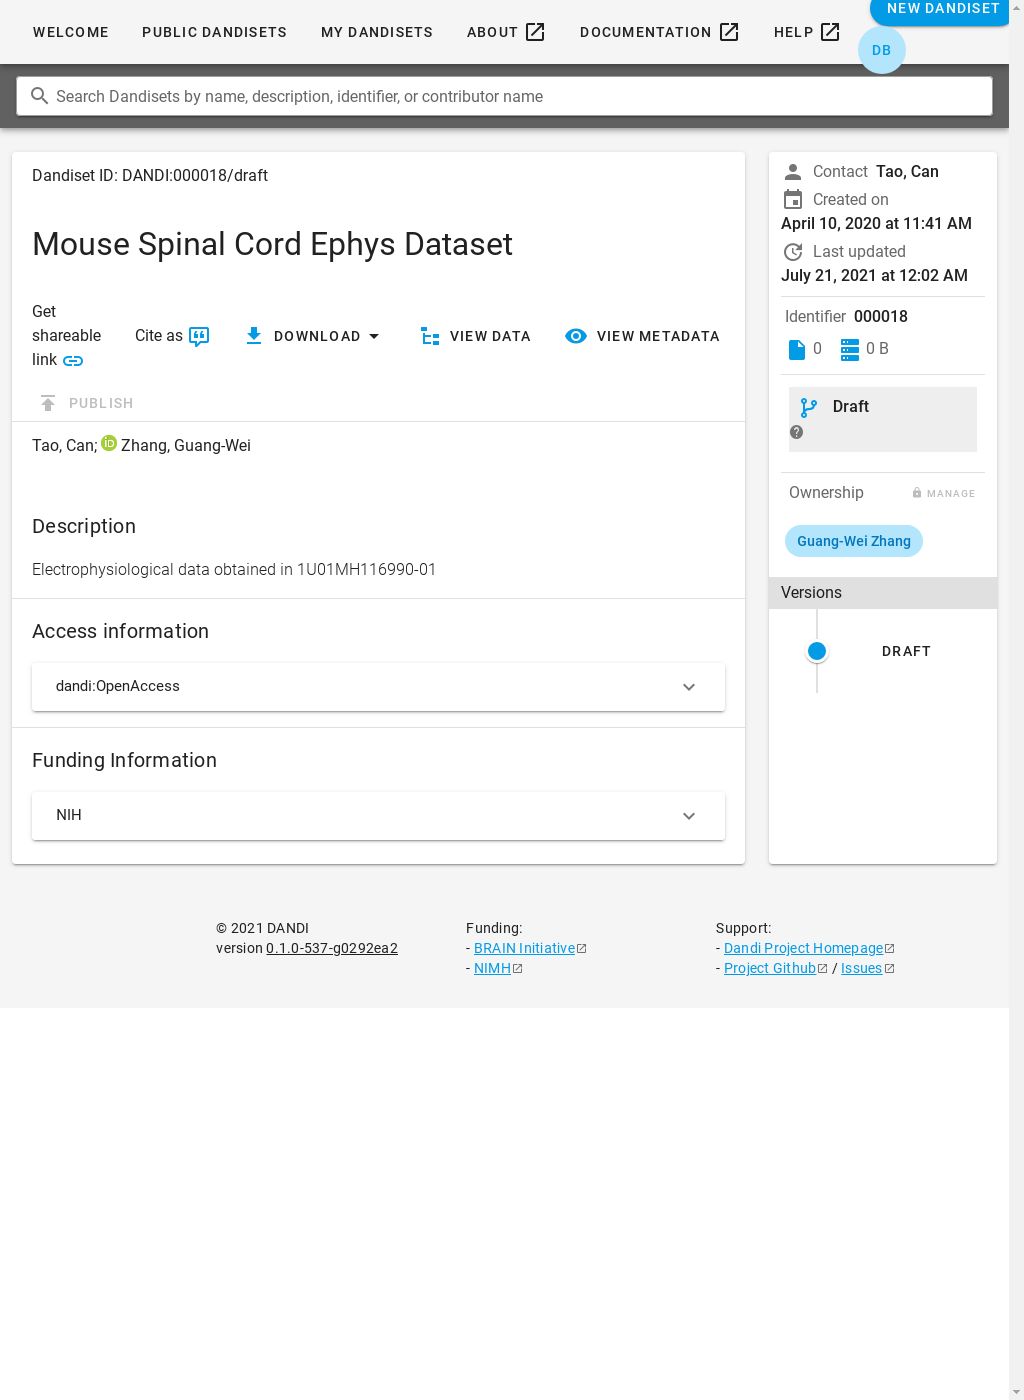 WELCOME
PUBLIC DANDISETS
MY DANDISETS
ABOUT
DOCUMENTATION
HELP
NEW DANDISET
DB
Search Dandisets by name, description, identifier, or contributor name
Dandiset ID: DANDI:000018/draft
Mouse Spinal Cord Ephys Dataset
Get
shareable
link
Cite as
DOWNLOAD
VIEW DATA
VIEW METADATA
PUBLISH
Tao, Can; iD Zhang, Guang-Wei
Description
Electrophysiological data obtained in 1U01MH116990-01
Access information
dandi:OpenAccess
Funding Information
NIH
Contact Tao, Can
Created on
April 10, 2020 at 11:41 AM
Last updated
July 21, 2021 at 12:02 AM
Identifier 000018
0 0 B
Draft
Ownership MANAGE
Guang-Wei Zhang
Versions
DRAFT
© 2021 DANDI
version 0.1.0-537-g0292ea2
Funding:
- BRAIN Initiative
- NIMH
Support:
- Dandi Project Homepage
- Project Github / Issues